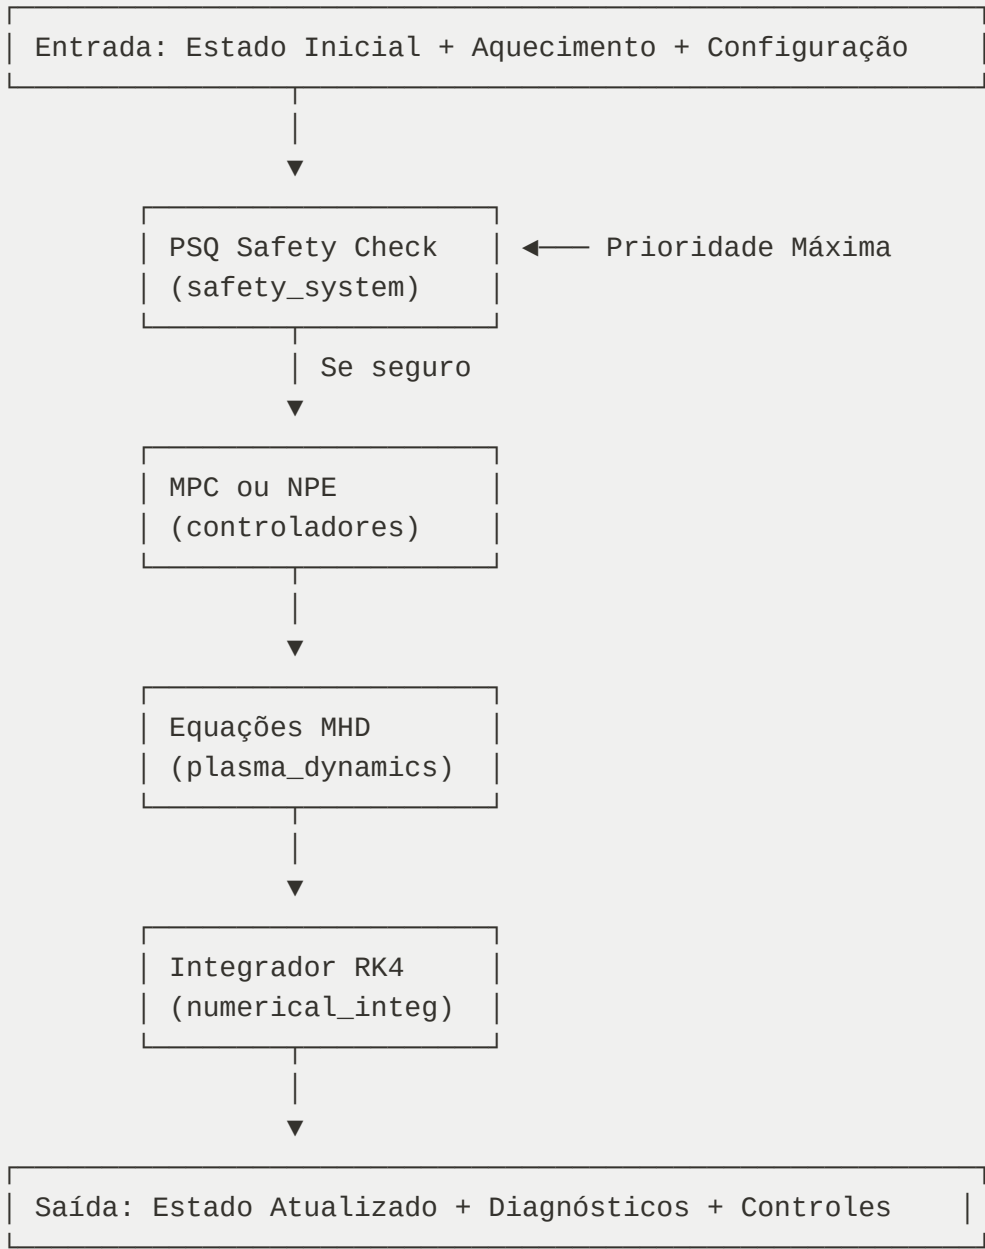 Entrada: Estado Inicial + Aquecimento + Configuração
PSQ Safety Check
Prioridade Máxima
(safety_system)
Se seguro
MPC ou NPE
(controladores)
Equações MHD
(plasma_dynamics)
Integrador RK4
(numerical_integ)
Saída: Estado Atualizado + Diagnósticos + Controles